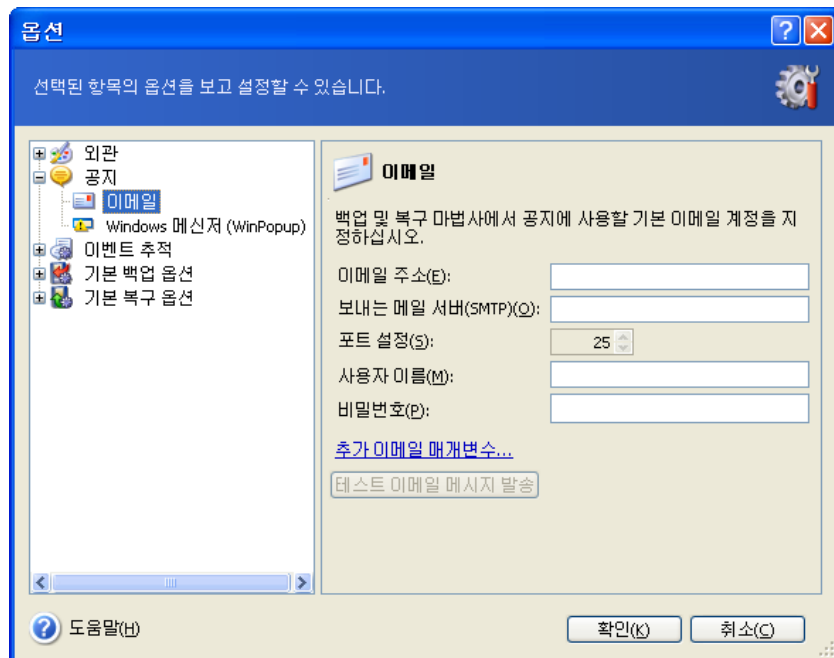 옵션
선택된 항목의 옵션을 보고 설정할 수 있습니다.
외관
공지
이메일
Windows 메신저 (WinPopup)
이벤트 추적
기본 백업 옵션
기본 복구 옵션
이메일
백업 및 복구 마법사에서 공지에 사용할 기본 이메일 계정을 지
정하십시오.
이메일 주소(E):
보내는 메일 서버(SMTP)(O):
포트 설정(S): 25
사용자 이름(M):
비밀번호(P):
추가 이메일 매개변수...
테스트 이메일 메시지 발송
도움말(H)
확인(K) 취소(C)